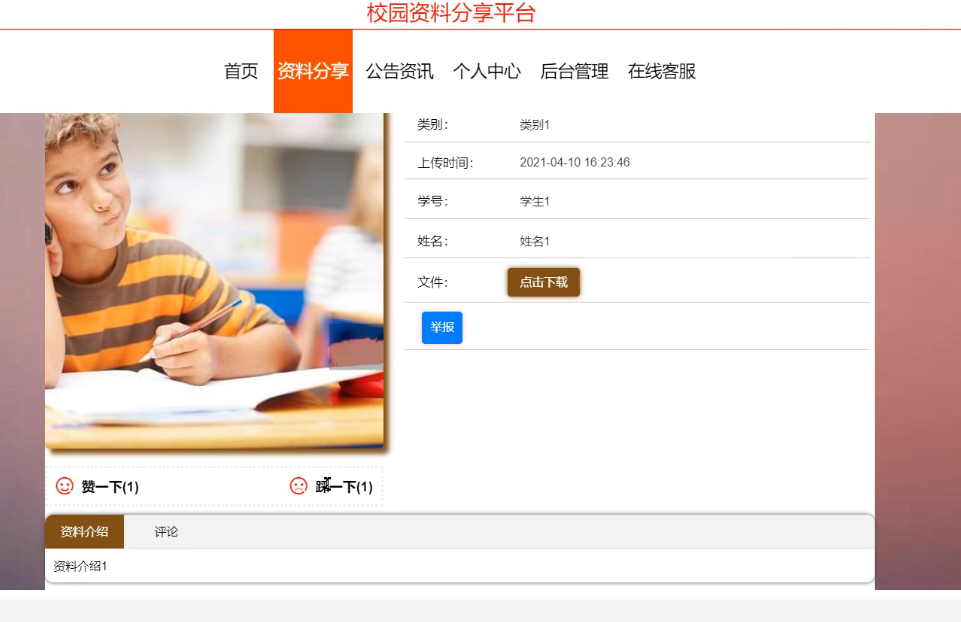 校园资料分享平台
首页 资料分享 公告资讯 个人中心 后台管理 在线客服
类别: 类别1
上传时间: 2021-04-10 16:23:46
学号: 学生1
姓名: 姓名1
文件: 点击下载
举报
赞一下(1) 踩一下(1)
资料介绍 评论
资料介绍1